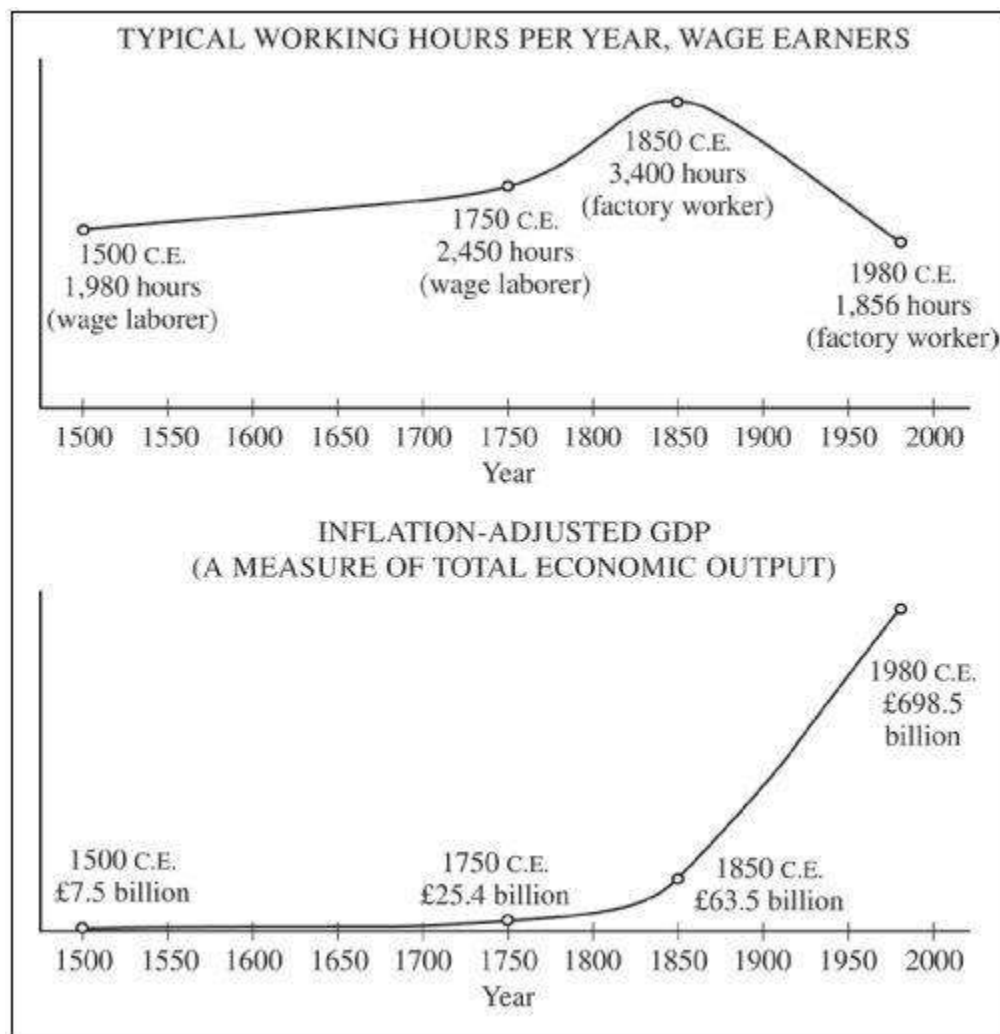 TYPICAL WORKING HOURS PER YEAR, WAGE EARNERS
1500 C.E.
1,980 hours
(wage laborer)
1750 C.E.
2,450 hours
(wage laborer)
1850 C.E.
3,400 hours
(factory worker)
1980 C.E.
1,856 hours
(factory worker)
1500 1550 1600 1650 1700 1750 1800 1850 1900 1950 2000
Year
INFLATION-ADJUSTED GDP
(A MEASURE OF TOTAL ECONOMIC OUTPUT)
1500 C.E.
£7.5 billion
1750 C.E.
£25.4 billion
1850 C.E.
£63.5 billion
1980 C.E.
£698.5
billion
1500 1550 1600 1650 1700 1750 1800 1850 1900 1950 2000
Year